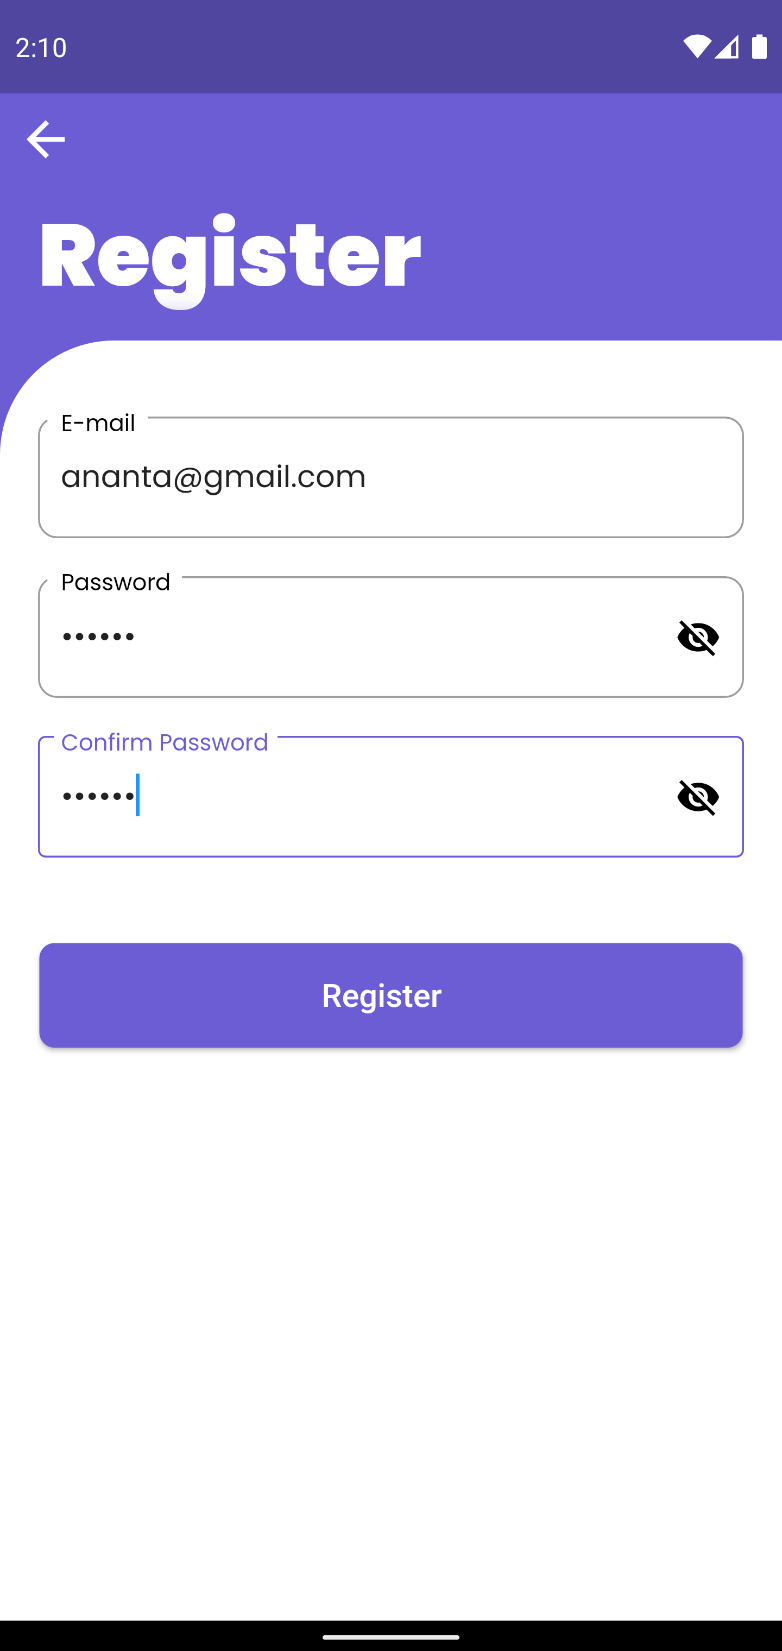 2:10
Register
E-mail
ananta@gmail.com
Password
••••••
Confirm Password
••••••
Register